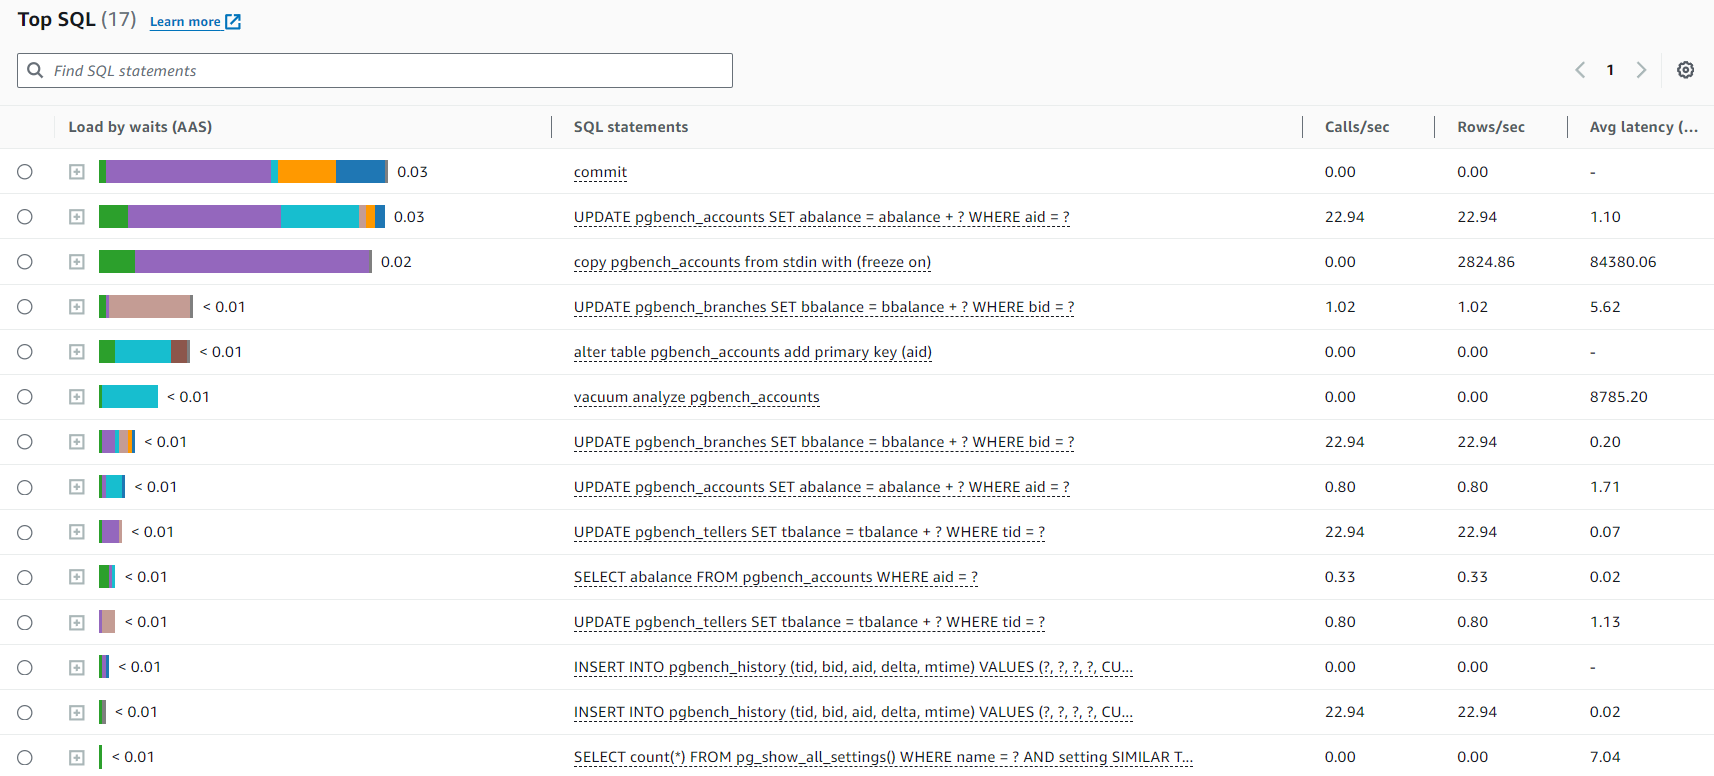 Top SQL (17) Learn more
Find SQL statements 1
Load by waits (AAS) SQL statements Calls/sec Rows/sec Avg latency (...
0.03 commit 0.00 0.00 -
0.03 UPDATE pgbench_accounts SET abalance = abalance + ? WHERE aid = ? 22.94 22.94 1.10
0.02 copy pgbench_accounts from stdin with (freeze on) 0.00 2824.86 84380.06
< 0.01 UPDATE pgbench_branches SET bbalance = bbalance + ? WHERE bid = ? 1.02 1.02 5.62
< 0.01 alter table pgbench_accounts add primary key (aid) 0.00 0.00 -
< 0.01 vacuum analyze pgbench_accounts 0.00 0.00 8785.20
< 0.01 UPDATE pgbench_branches SET bbalance = bbalance + ? WHERE bid = ? 22.94 22.94 0.20
< 0.01 UPDATE pgbench_accounts SET abalance = abalance + ? WHERE aid = ? 0.80 0.80 1.71
< 0.01 UPDATE pgbench_tellers SET tbalance = tbalance + ? WHERE tid = ? 22.94 22.94 0.07
< 0.01 SELECT abalance FROM pgbench_accounts WHERE aid = ? 0.33 0.33 0.02
< 0.01 UPDATE pgbench_tellers SET tbalance = tbalance + ? WHERE tid = ? 0.80 0.80 1.13
< 0.01 INSERT INTO pgbench_history (tid, bid, aid, delta, mtime) VALUES (?, ?, ?, ?, CU... 0.00 0.00 -
< 0.01 INSERT INTO pgbench_history (tid, bid, aid, delta, mtime) VALUES (?, ?, ?, ?, CU... 22.94 22.94 0.02
< 0.01 SELECT count(*) FROM pg_show_all_settings() WHERE name = ? AND setting SIMILAR T... 0.00 0.00 7.04